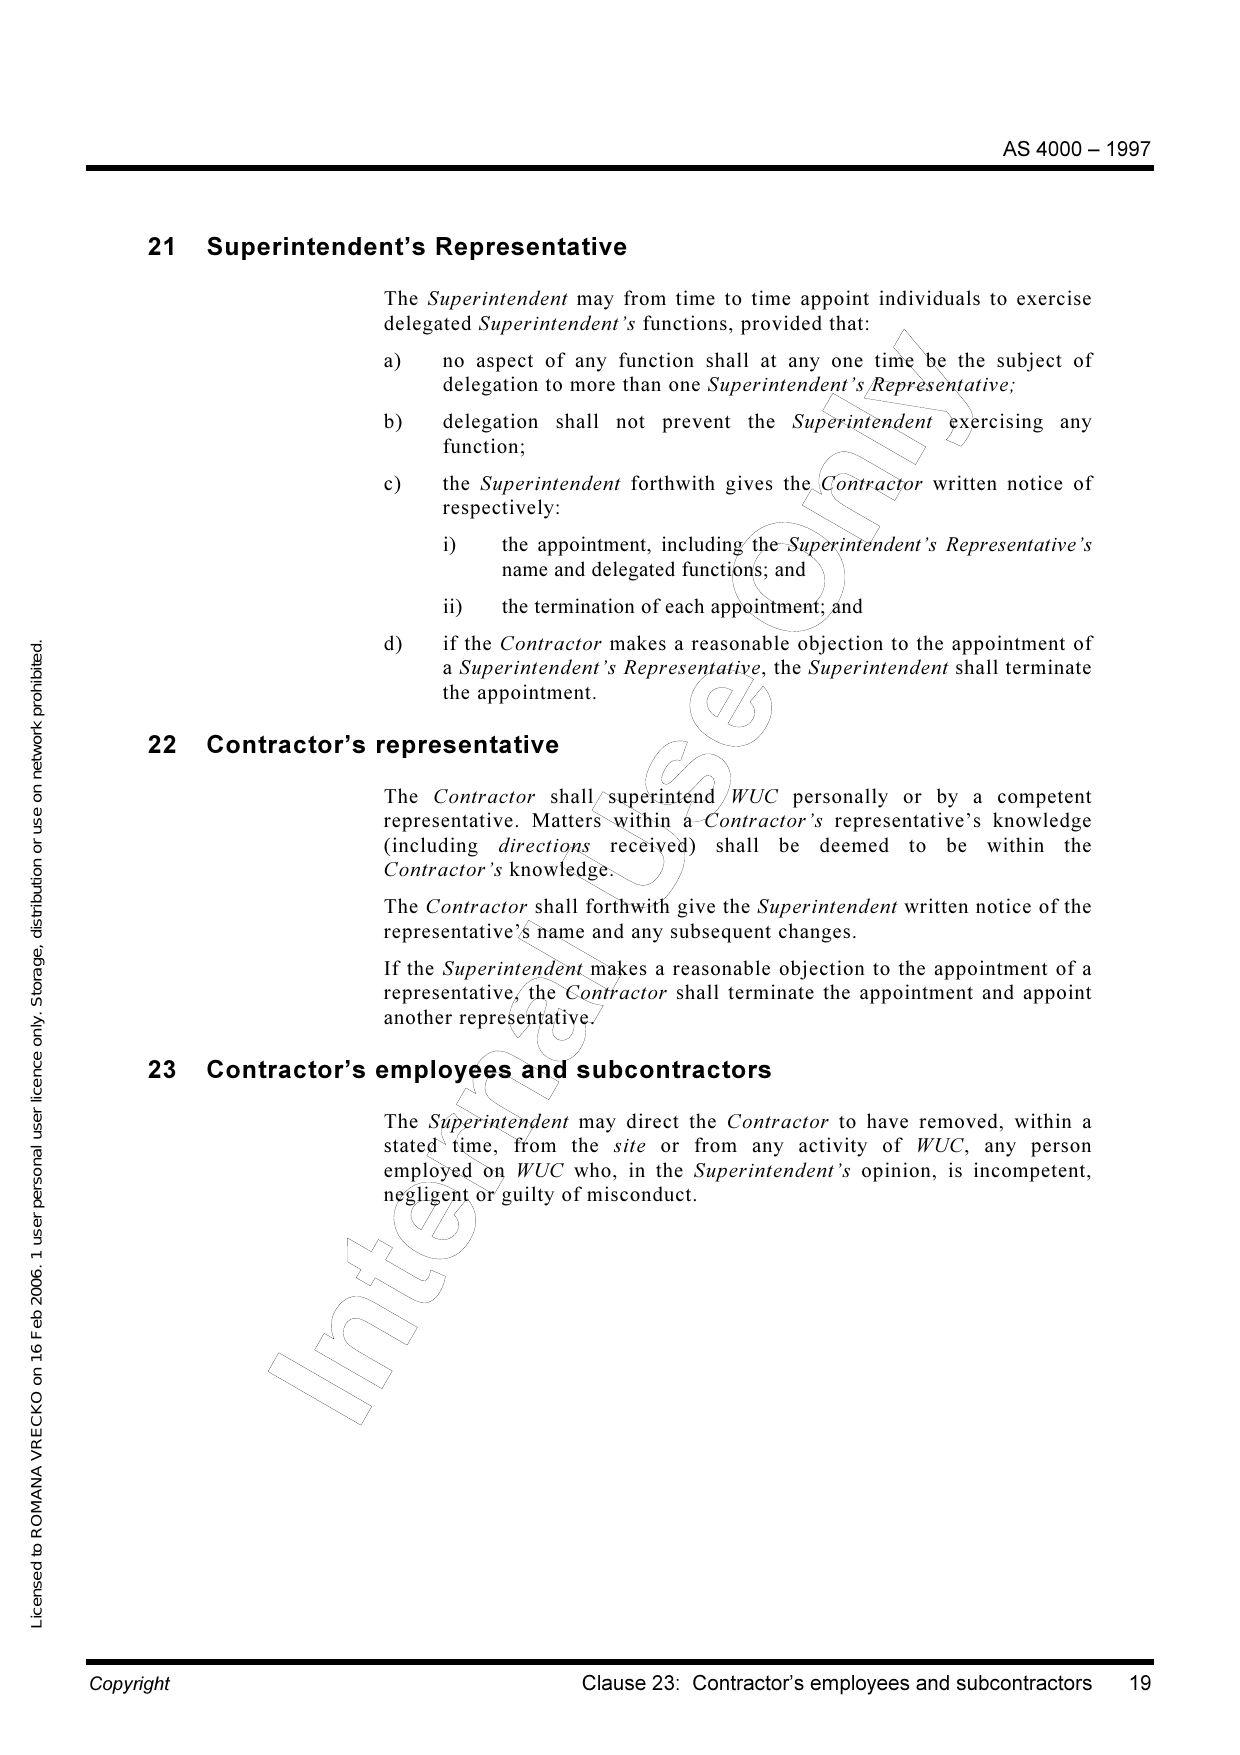 AS 4000 – 1997
21 Superintendent’s Representative
The Superintendent may from time to time appoint individuals to exercise
delegated Superintendent’s functions, provided that:
a) no aspect of any function shall at any one time be the subject of
delegation to more than one Superintendent’s Representative;
b) delegation shall not prevent the Superintendent exercising any
function;
c) the Superintendent forthwith gives the Contractor written notice of
respectively:
i) the appointment, including the Superintendent’s Representative’s
name and delegated functions; and
ii) the termination of each appointment; and
d) if the Contractor makes a reasonable objection to the appointment of
a Superintendent’s Representative, the Superintendent shall terminate
the appointment.
22 Contractor’s representative
The Contractor shall superintend WUC personally or by a competent
representative. Matters within a Contractor’s representative’s knowledge
(including directions received) shall be deemed to be within the
Contractor’s knowledge.
The Contractor shall forthwith give the Superintendent written notice of the
representative’s name and any subsequent changes.
If the Superintendent makes a reasonable objection to the appointment of a
representative, the Contractor shall terminate the appointment and appoint
another representative.
23 Contractor’s employees and subcontractors
The Superintendent may direct the Contractor to have removed, within a
stated time, from the site or from any activity of WUC, any person
employed on WUC who, in the Superintendent’s opinion, is incompetent,
negligent or guilty of misconduct.
Internal Use Only
Licensed to ROMANA VRECKO on 16 Feb 2006. 1 user personal user licence only. Storage, distribution or use on network prohibited.
Copyright Clause 23: Contractor’s employees and subcontractors 19